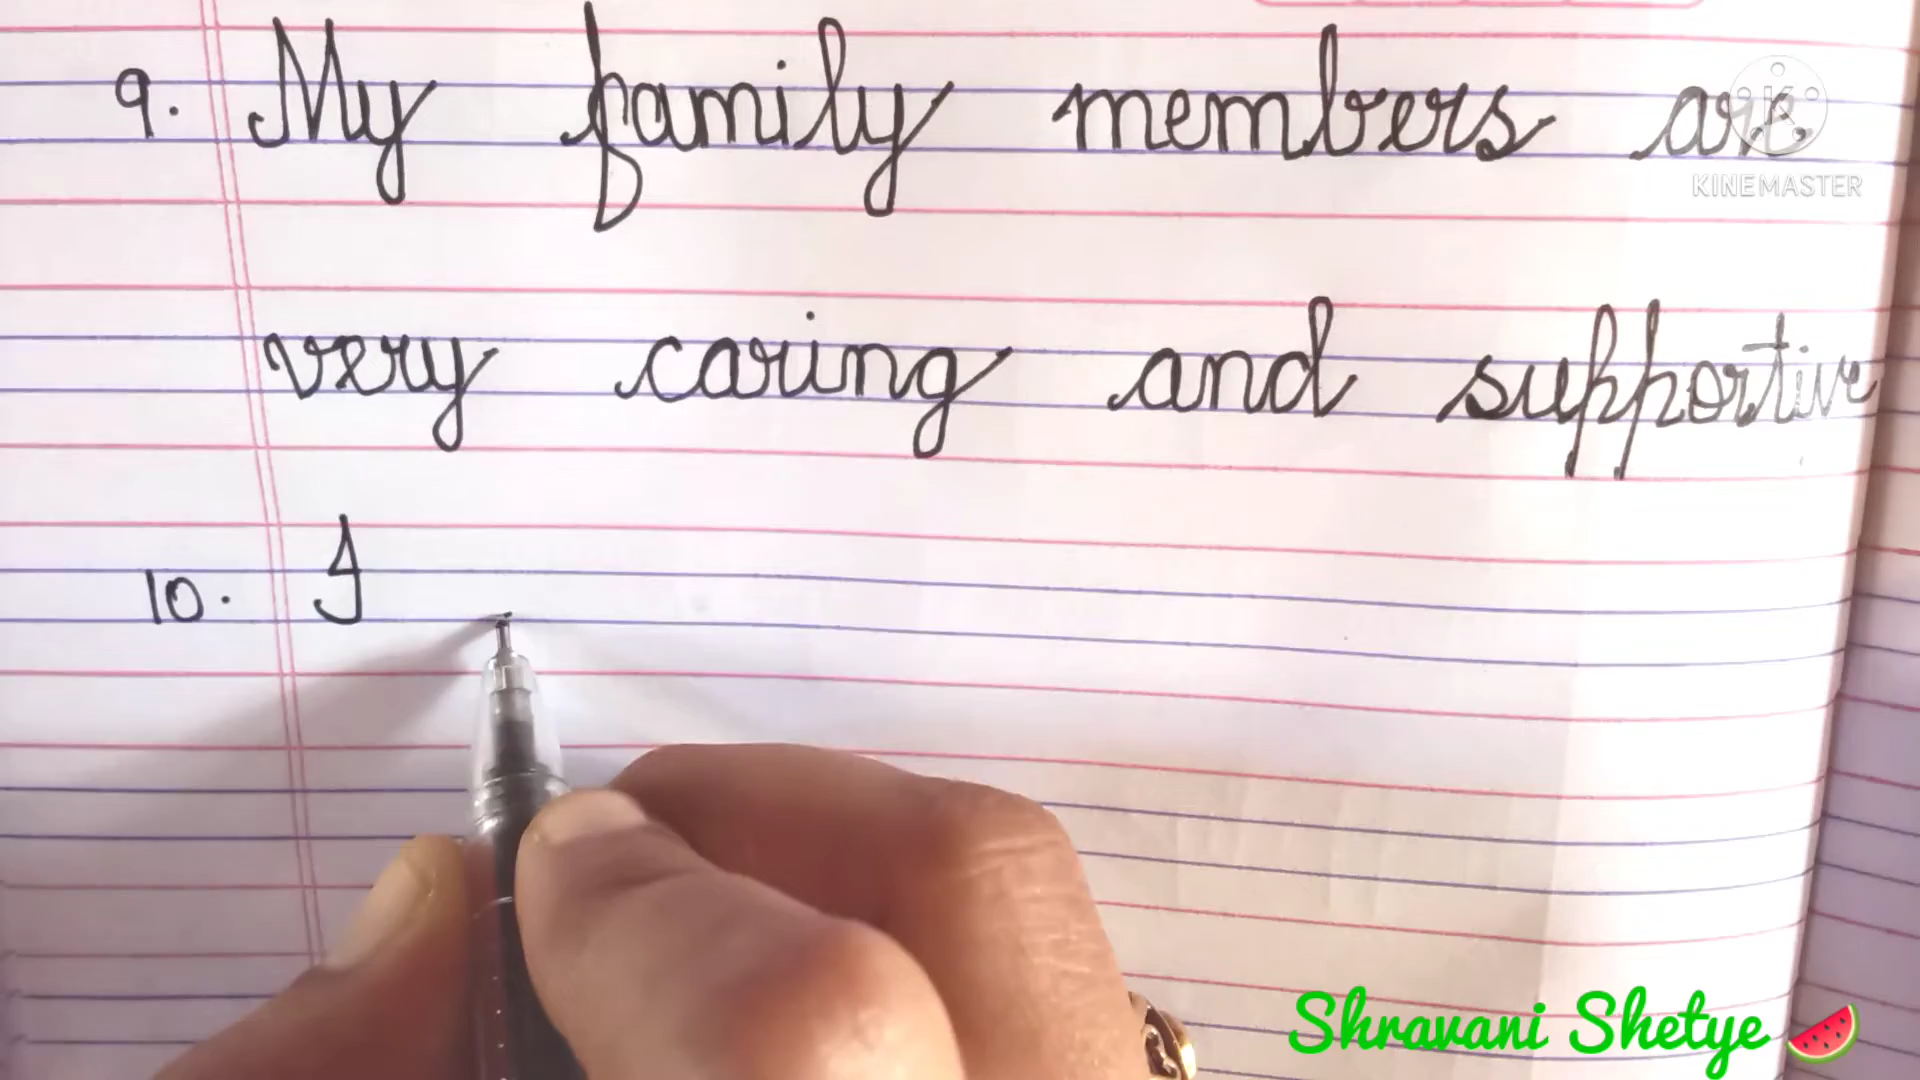 9. My family members are
KINEMASTER
very caring and supportive
10. I
Shravani Shetye